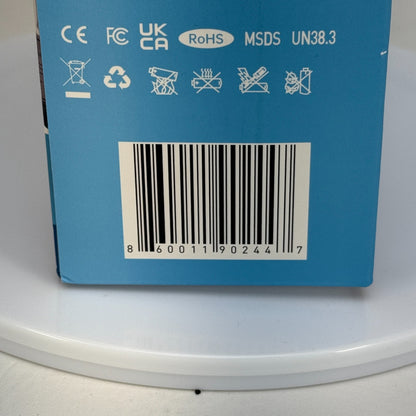 CE FC UK CA RoHS MSDS UN38.3
8 60011 90244 7